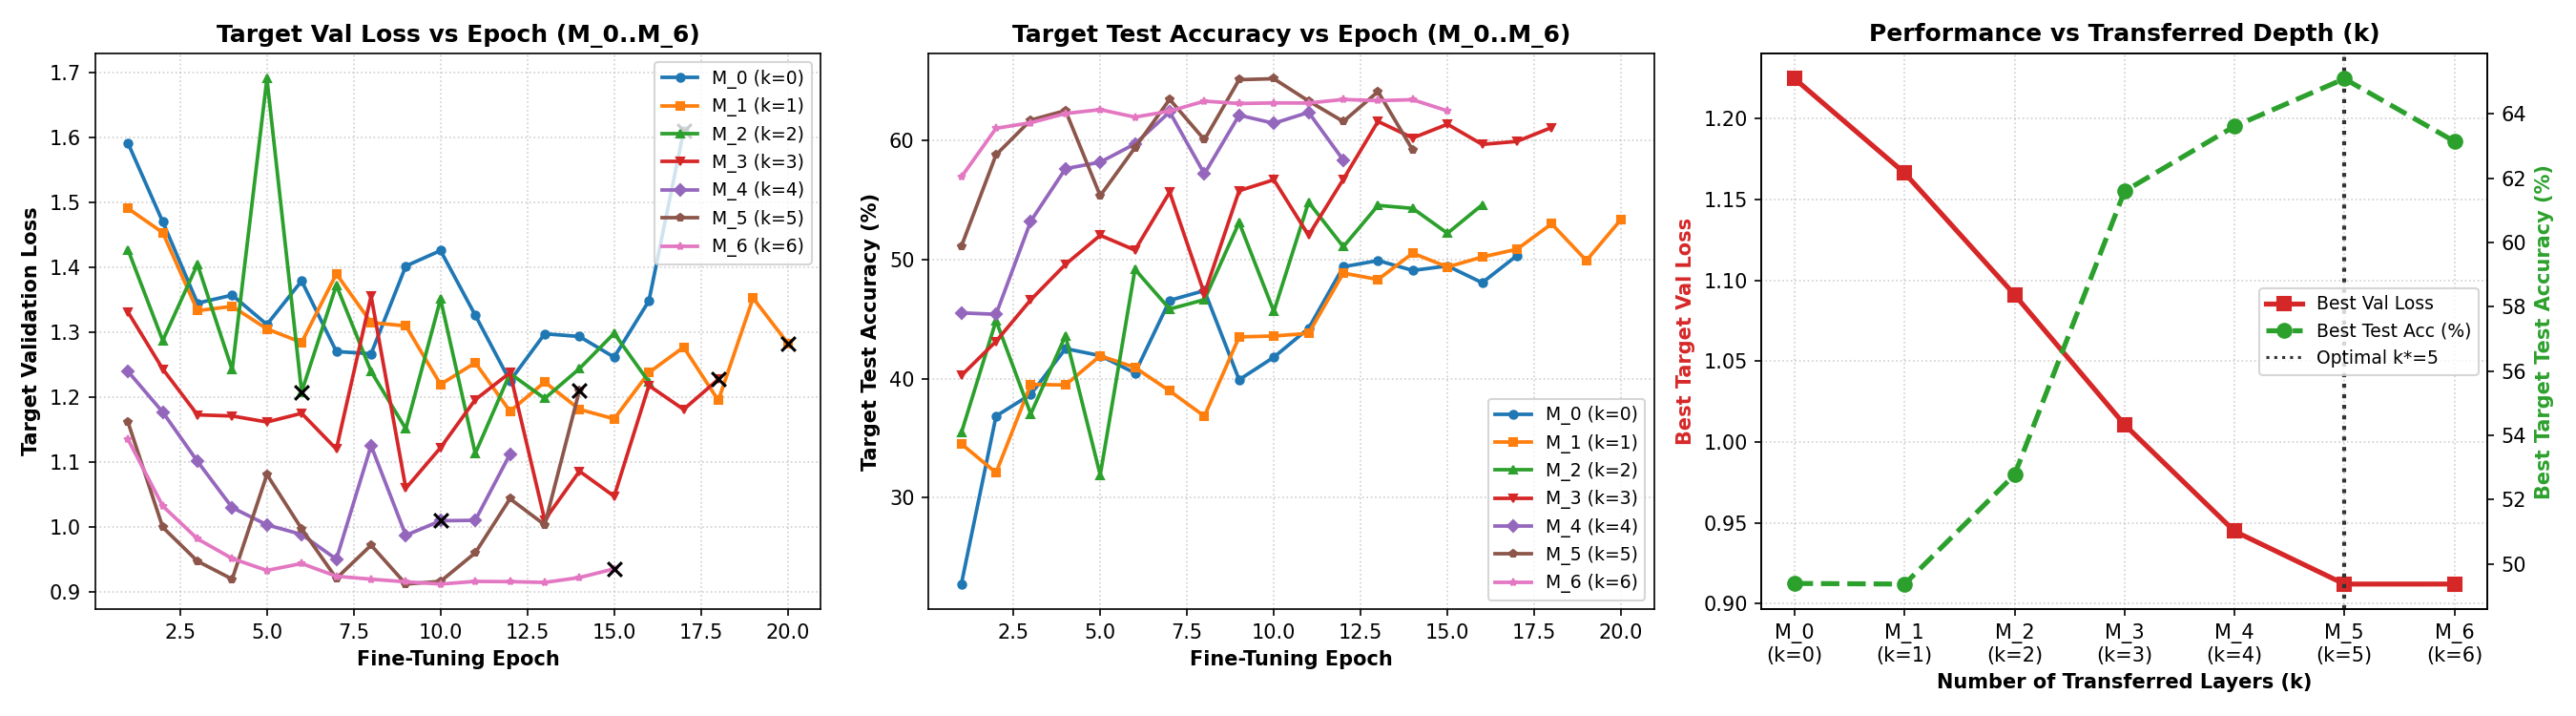 Target Val Loss vs Epoch (M_0..M_6)
Target Validation Loss
1.7
1.6
1.5
1.4
1.3
1.2
1.1
1.0
0.9
M_0 (k=0)
M_1 (k=1)
M_2 (k=2)
M_3 (k=3)
M_4 (k=4)
M_5 (k=5)
M_6 (k=6)
2.5 5.0 7.5 10.0 12.5 15.0 17.5 20.0
Fine-Tuning Epoch
Target Test Accuracy vs Epoch (M_0..M_6)
Target Test Accuracy (%)
60
50
40
30
M_0 (k=0)
M_1 (k=1)
M_2 (k=2)
M_3 (k=3)
M_4 (k=4)
M_5 (k=5)
M_6 (k=6)
2.5 5.0 7.5 10.0 12.5 15.0 17.5 20.0
Fine-Tuning Epoch
Performance vs Transferred Depth (k)
Best Target Val Loss
1.20
1.15
1.10
1.05
1.00
0.95
0.90
Best Val Loss
Best Test Acc (%)
Optimal k*=5
64
62
60
58
56
54
52
50
Best Target Test Accuracy (%)
M_0 M_1 M_2 M_3 M_4 M_5 M_6
(k=0) (k=1) (k=2) (k=3) (k=4) (k=5) (k=6)
Number of Transferred Layers (k)